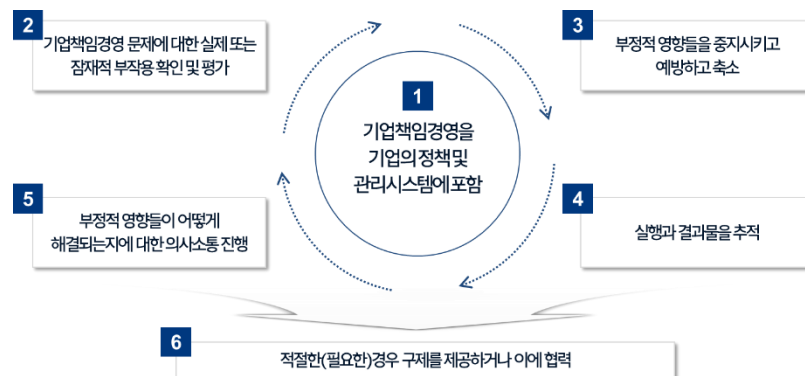 1
기업책임경영을
기업의 정책 및
관리시스템에 포함
2
기업책임경영 문제에 대한 실제 또는
잠재적 부작용 확인 및 평가
3
부정적 영향들을 중지시키고
예방하고 축소
4
실행과 결과물을 추적
5
부정적 영향들이 어떻게
해결되는지에 대한 의사소통 진행
6
적절한(필요한)경우 구제를 제공하거나 이에 협력